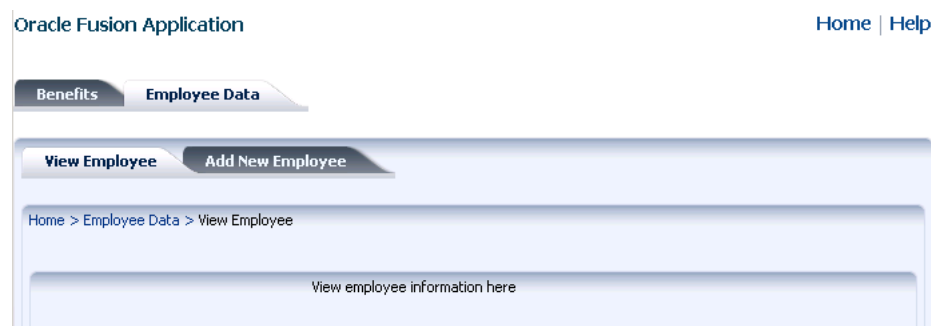 Oracle Fusion Application
Home | Help
Benefits Employee Data
View Employee Add New Employee
Home > Employee Data > View Employee
View employee information here